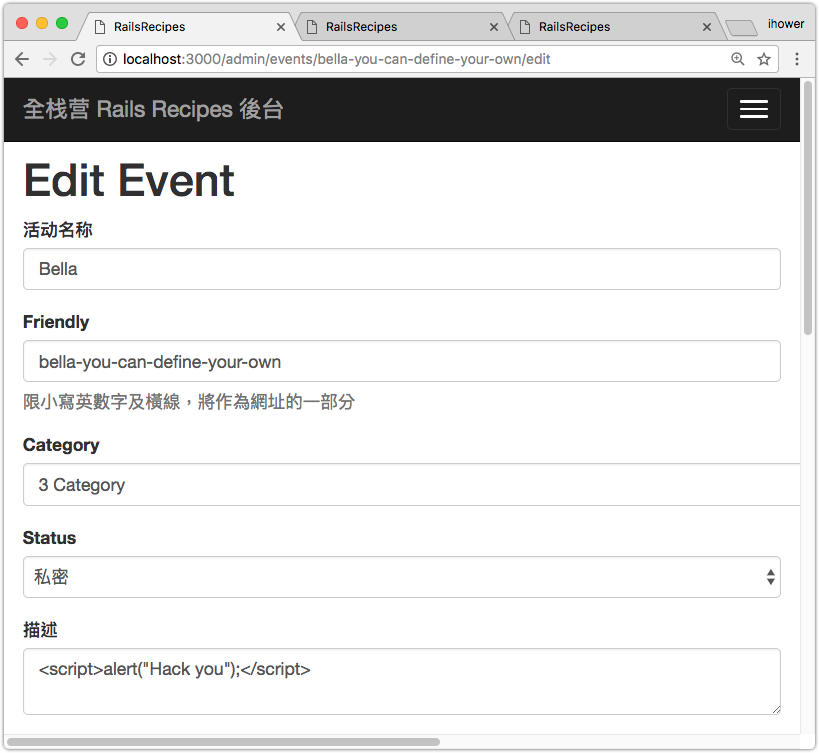 RailsRecipes
RailsRecipes
RailsRecipes
ihower
localhost:3000/admin/events/bella-you-can-define-your-own/edit
全栈营 Rails Recipes 後台
Edit Event
活动名称
Bella
Friendly
bella-you-can-define-your-own
限小寫英數字及橫線，將作為網址的一部分
Category
3 Category
Status
私密
描述
<script>alert("Hack you");</script>